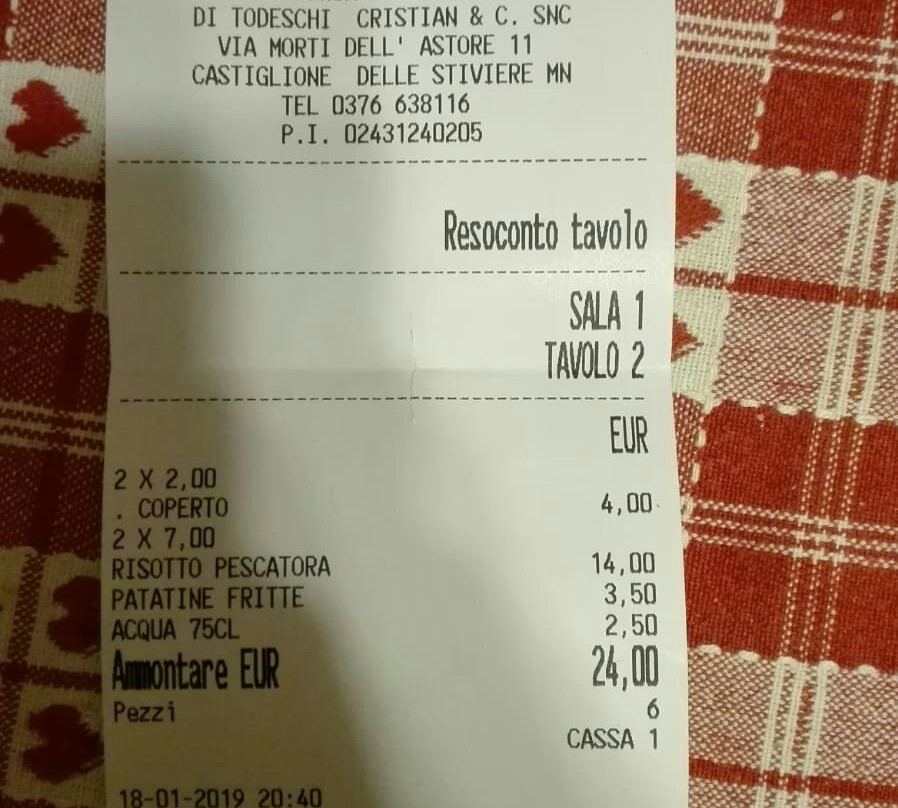 DI TODESCHI CRISTIAN & C. SNC
VIA MORTI DELL' ASTORE 11
CASTIGLIONE DELLE STIVIERE MN
TEL 0376 638116
P.I. 02431240205
Resoconto tavolo
SALA 1
TAVOLO 2
EUR
2 X 2,00
. COPERTO 4,00
2 X 7,00
RISOTTO PESCATORA 14,00
PATATINE FRITTE 3,50
ACQUA 75CL 2,50
Ammontare EUR 24,00
Pezzi 6
CASSA 1
18-01-2019 20:40